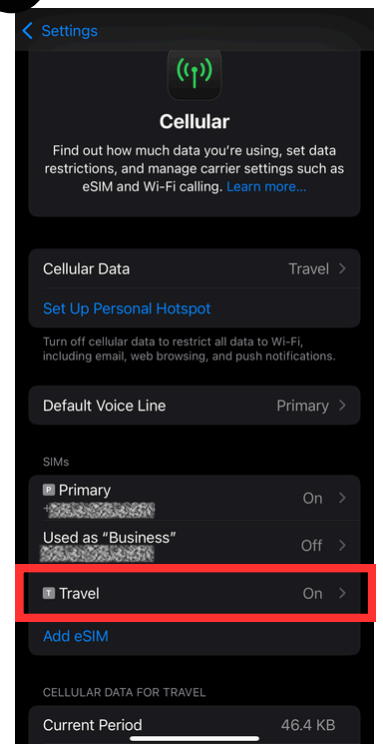 Settings
Cellular
Find out how much data you're using, set data
restrictions, and manage carrier settings such as
eSIM and Wi-Fi calling. Learn more...
Cellular Data Travel
Set Up Personal Hotspot
Turn off cellular data to restrict all data to Wi-Fi,
including email, web browsing, and push notifications.
Default Voice Line Primary
SIMs
P Primary On
+
Used as “Business” Off
T Travel On
Add eSIM
CELLULAR DATA FOR TRAVEL
Current Period 46.4 KB